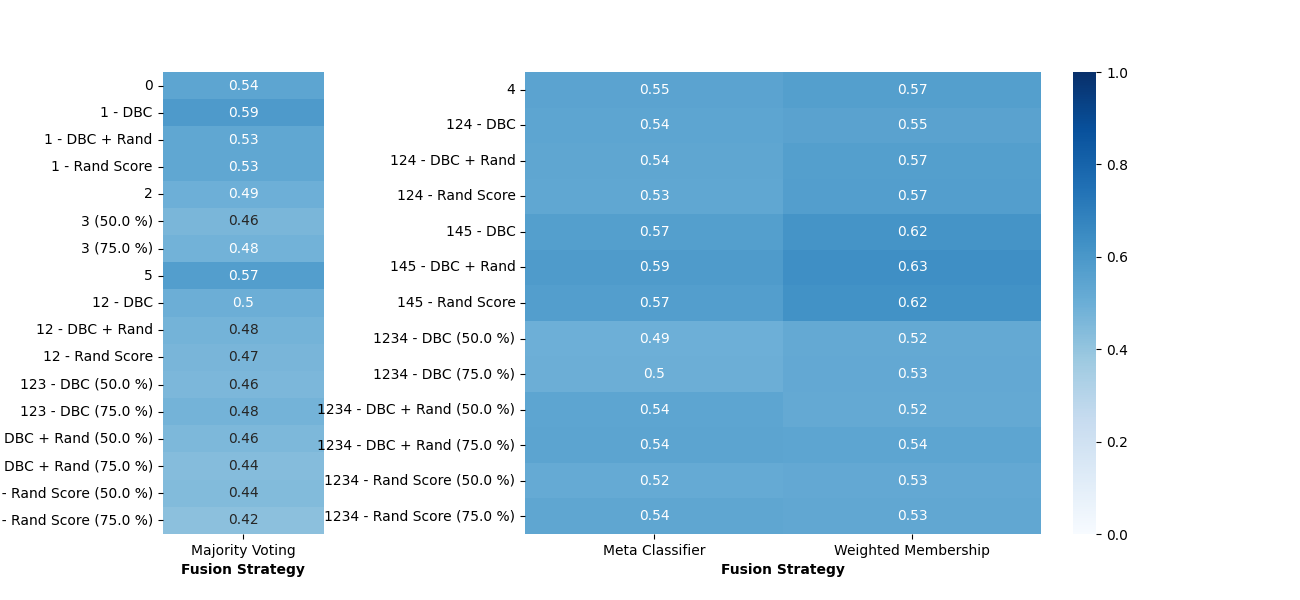 0 0.54
1 - DBC 0.59
1 - DBC + Rand 0.53
1 - Rand Score 0.53
2 0.49
3 (50.0 %) 0.46
3 (75.0 %) 0.48
5 0.57
12 - DBC 0.5
12 - DBC + Rand 0.48
12 - Rand Score 0.47
123 - DBC (50.0 %) 0.46
123 - DBC (75.0 %) 0.48
DBC + Rand (50.0 %) 0.46
DBC + Rand (75.0 %) 0.44
- Rand Score (50.0 %) 0.44
- Rand Score (75.0 %) 0.42
Majority Voting
Fusion Strategy
4 0.55 0.57
124 - DBC 0.54 0.55
124 - DBC + Rand 0.54 0.57
124 - Rand Score 0.53 0.57
145 - DBC 0.57 0.62
145 - DBC + Rand 0.59 0.63
145 - Rand Score 0.57 0.62
1234 - DBC (50.0 %) 0.49 0.52
1234 - DBC (75.0 %) 0.5 0.53
1234 - DBC + Rand (50.0 %) 0.54 0.52
1234 - DBC + Rand (75.0 %) 0.54 0.54
1234 - Rand Score (50.0 %) 0.52 0.53
1234 - Rand Score (75.0 %) 0.54 0.53
Meta Classifier Weighted Membership
Fusion Strategy
1.0
0.8
0.6
0.4
0.2
0.0